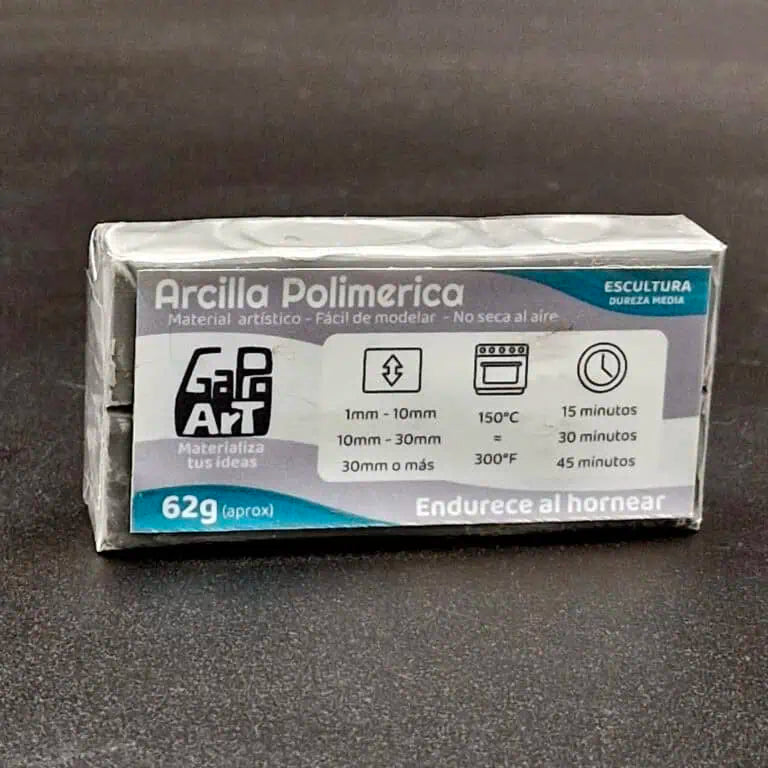 Arcilla Polimerica
Material artístico - Fácil de modelar - No seca al aire
ESCULTURA
DUREZA MEDIA
GaPo
ArT
Materializa
tus ideas
1mm - 10mm
10mm - 30mm
30mm o más
150°C
≈
300°F
15 minutos
30 minutos
45 minutos
62g (aprox)
Endurece al hornear